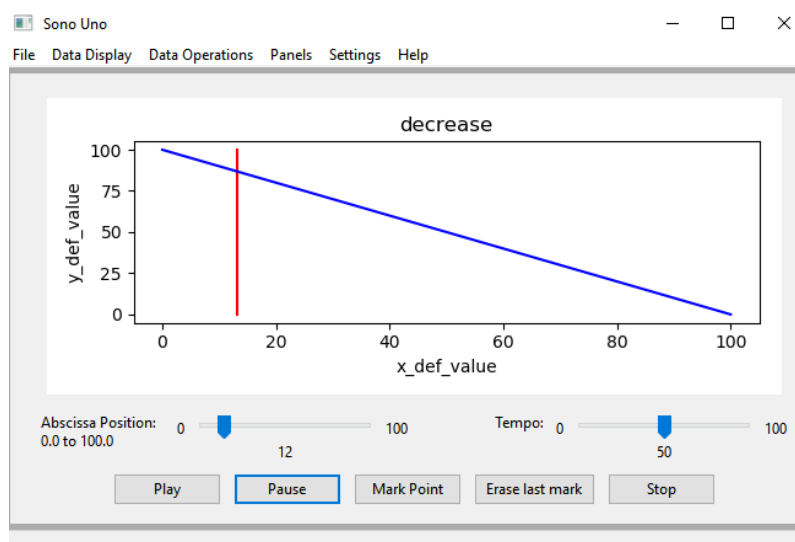 Sono Uno
File Data Display Data Operations Panels Settings Help
decrease
100
75
50
25
0
y_def_value
0 20 40 60 80 100
x_def_value
Abscissa Position: 0 100 Tempo: 0 100
0.0 to 100.0
12 50
Play Pause Mark Point Erase last mark Stop